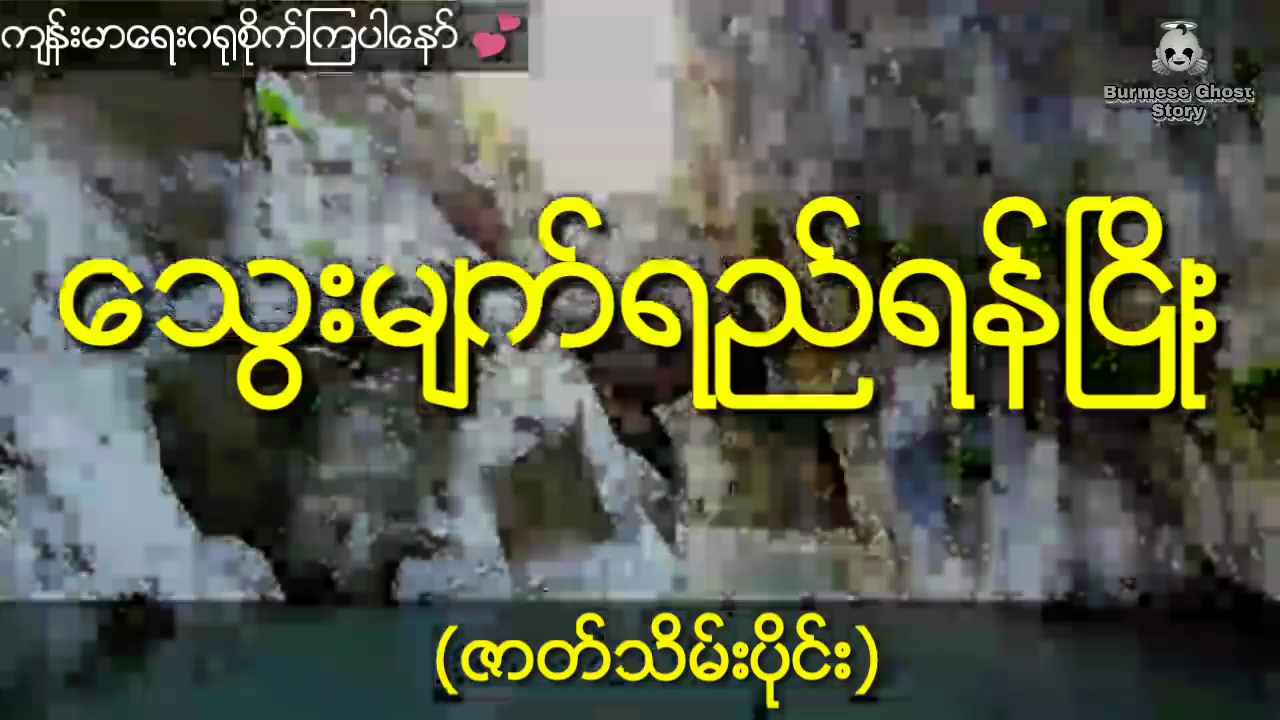 ကျန်းမာရေးဂရုစိုက်ကြပါနော် 💕
Burmese Ghost
Story
သွေးမျက်ရည်ရန်ငြိုး
(ဇာတ်သိမ်းပိုင်း)